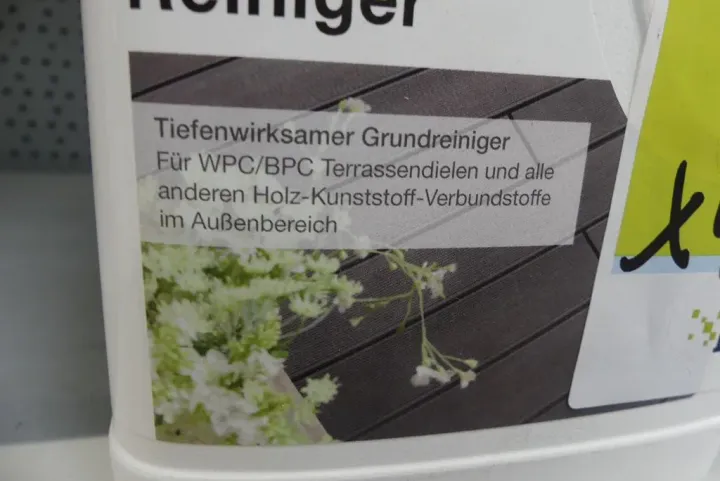 Reiniger
Tiefenwirksamer Grundreiniger
Für WPC/BPC Terrassendielen und alle
anderen Holz-Kunststoff-Verbundstoffe
im Außenbereich
x